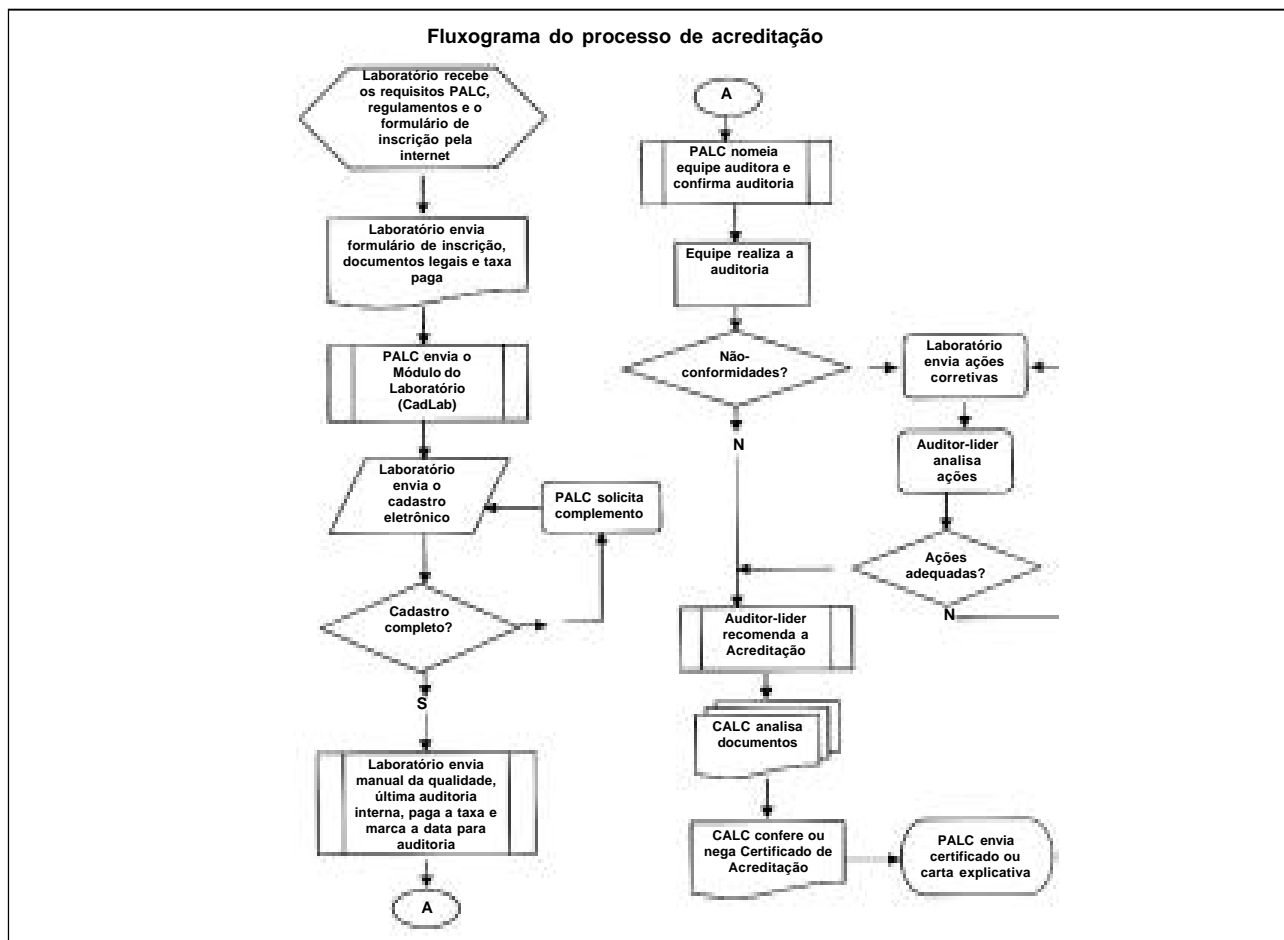 Fluxograma do processo de acreditação
Laboratório recebe
os requisitos PALC,
regulamentos e o
formulário de
inscrição pela
internet
Laboratório envia
formulário de inscrição,
documentos legais e taxa
paga
PALC envia o
Módulo do
Laboratório
(CadLab)
Laboratório
envia o
cadastro
eletrônico
PALC solicita
complemento
Cadastro
completo?
S
Laboratório envia
manual da qualidade,
última auditoria
interna, paga a taxa e
marca a data para
auditoria
A
A
PALC nomeia
equipe auditora e
confirma auditoria
Equipe realiza a
auditoria
Não-
conformidades?
N
Laboratório
envia ações
corretivas
Auditor-lider
analisa
ações
Ações
adequadas?
N
Auditor-lider
recomenda a
Acreditação
CALC analisa
documentos
CALC confere ou
nega Certificado de
Acreditação
PALC envia
certificado ou
carta explicativa